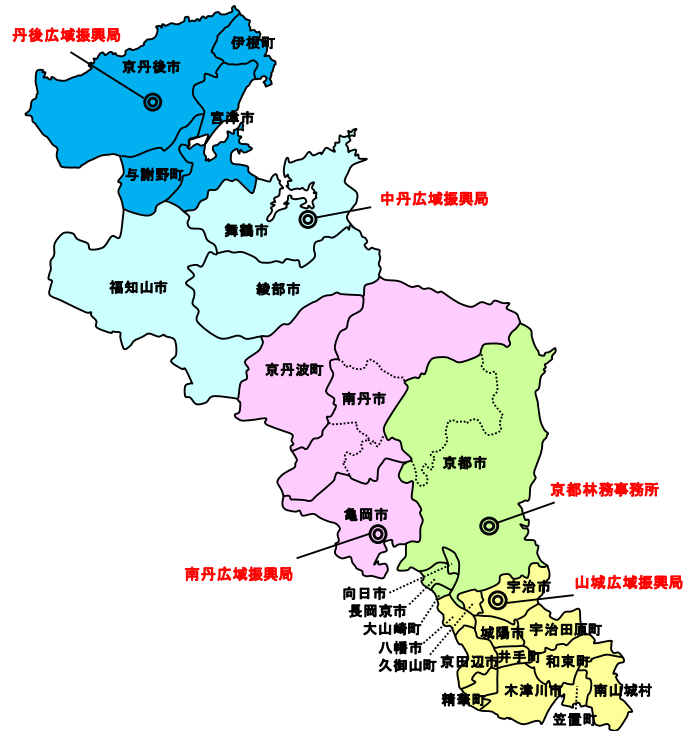 丹後広域振興局
伊根町
京丹後市
宮津市
与謝野町
中丹広域振興局
舞鶴市
福知山市
綾部市
京丹波町
南丹市
京都市
京都林務事務所
亀岡市
南丹広域振興局
山城広域振興局
宇治市
向日市
長岡京市
大山崎町
八幡市
久御山町
城陽市
宇治田原町
京田辺市
井手町
和束町
精華町
木津川市
南山城村
笠置町